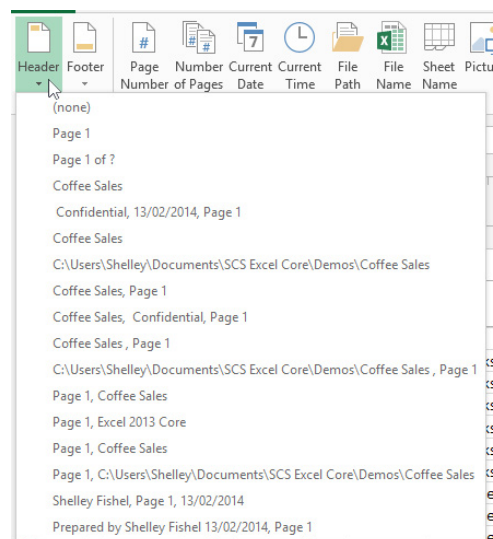 Header Footer Page Number Current Current File File Sheet Pictu
Number of Pages Date Time Path Name Name
(none)
Page 1
Page 1 of ?
Coffee Sales
Confidential, 13/02/2014, Page 1
Coffee Sales
C:\Users\Shelley\Documents\SCS Excel Core\Demos\Coffee Sales
Coffee Sales, Page 1
Coffee Sales,  Confidential, Page 1
Coffee Sales , Page 1
C:\Users\Shelley\Documents\SCS Excel Core\Demos\Coffee Sales , Page 1
Page 1, Coffee Sales
Page 1, Excel 2013 Core
Page 1, Coffee Sales
Page 1, C:\Users\Shelley\Documents\SCS Excel Core\Demos\Coffee Sales
Shelley Fishel, Page 1, 13/02/2014
Prepared by Shelley Fishel 13/02/2014, Page 1